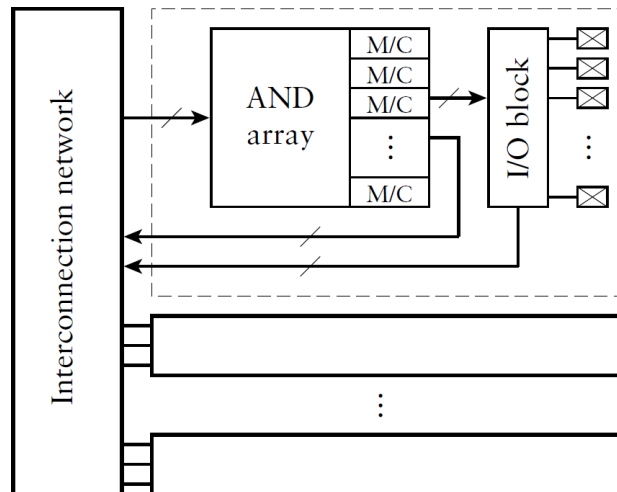 Interconnection network
AND
array
M/C
M/C
M/C
⋮
M/C
I/O block
⋮
⋮